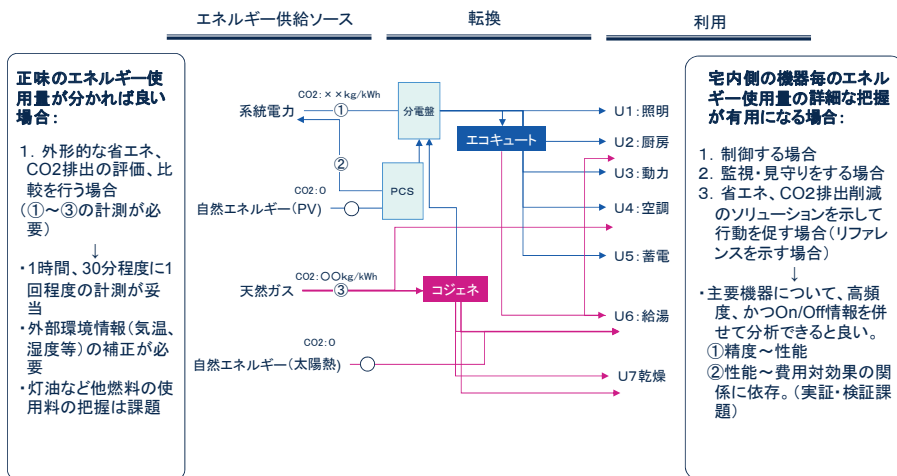 エネルギー供給ソース
転換
利用
正味のエネルギー使
用量が分かれば良い
場合:
1. 外形的な省エネ、
CO2排出の評価、比
較を行う場合
(①~③の計測が必
要)
↓
・1時間、30分程度に1
回程度の計測が妥
当
・外部環境情報(気温、
湿度等)の補正が必
要
・灯油など他燃料の使
用料の把握は課題
CO2:××kg/kWh
系統電力
①
②
CO2:0
自然エネルギー(PV)
CO2:〇〇kg/kWh
天然ガス
③
CO2:0
自然エネルギー(太陽熱)
分電盤
PCS
エコキュート
コジェネ
U1:照明
U2:厨房
U3:動力
U4:空調
U5:蓄電
U6:給湯
U7乾燥
宅内側の機器毎のエネル
ギー使用量の詳細な把握
が有用になる場合:
1. 制御する場合
2. 監視・見守りをする場合
3. 省エネ、CO2排出削減
のソリューションを示して
行動を促す場合(リファレ
ンスを示す場合)
↓
・主要機器について、高頻
度、かつOn/Off情報を併
せて分析できると良い。
①精度~性能
②性能~費用対効果の関
係に依存。(実証・検証課
題)